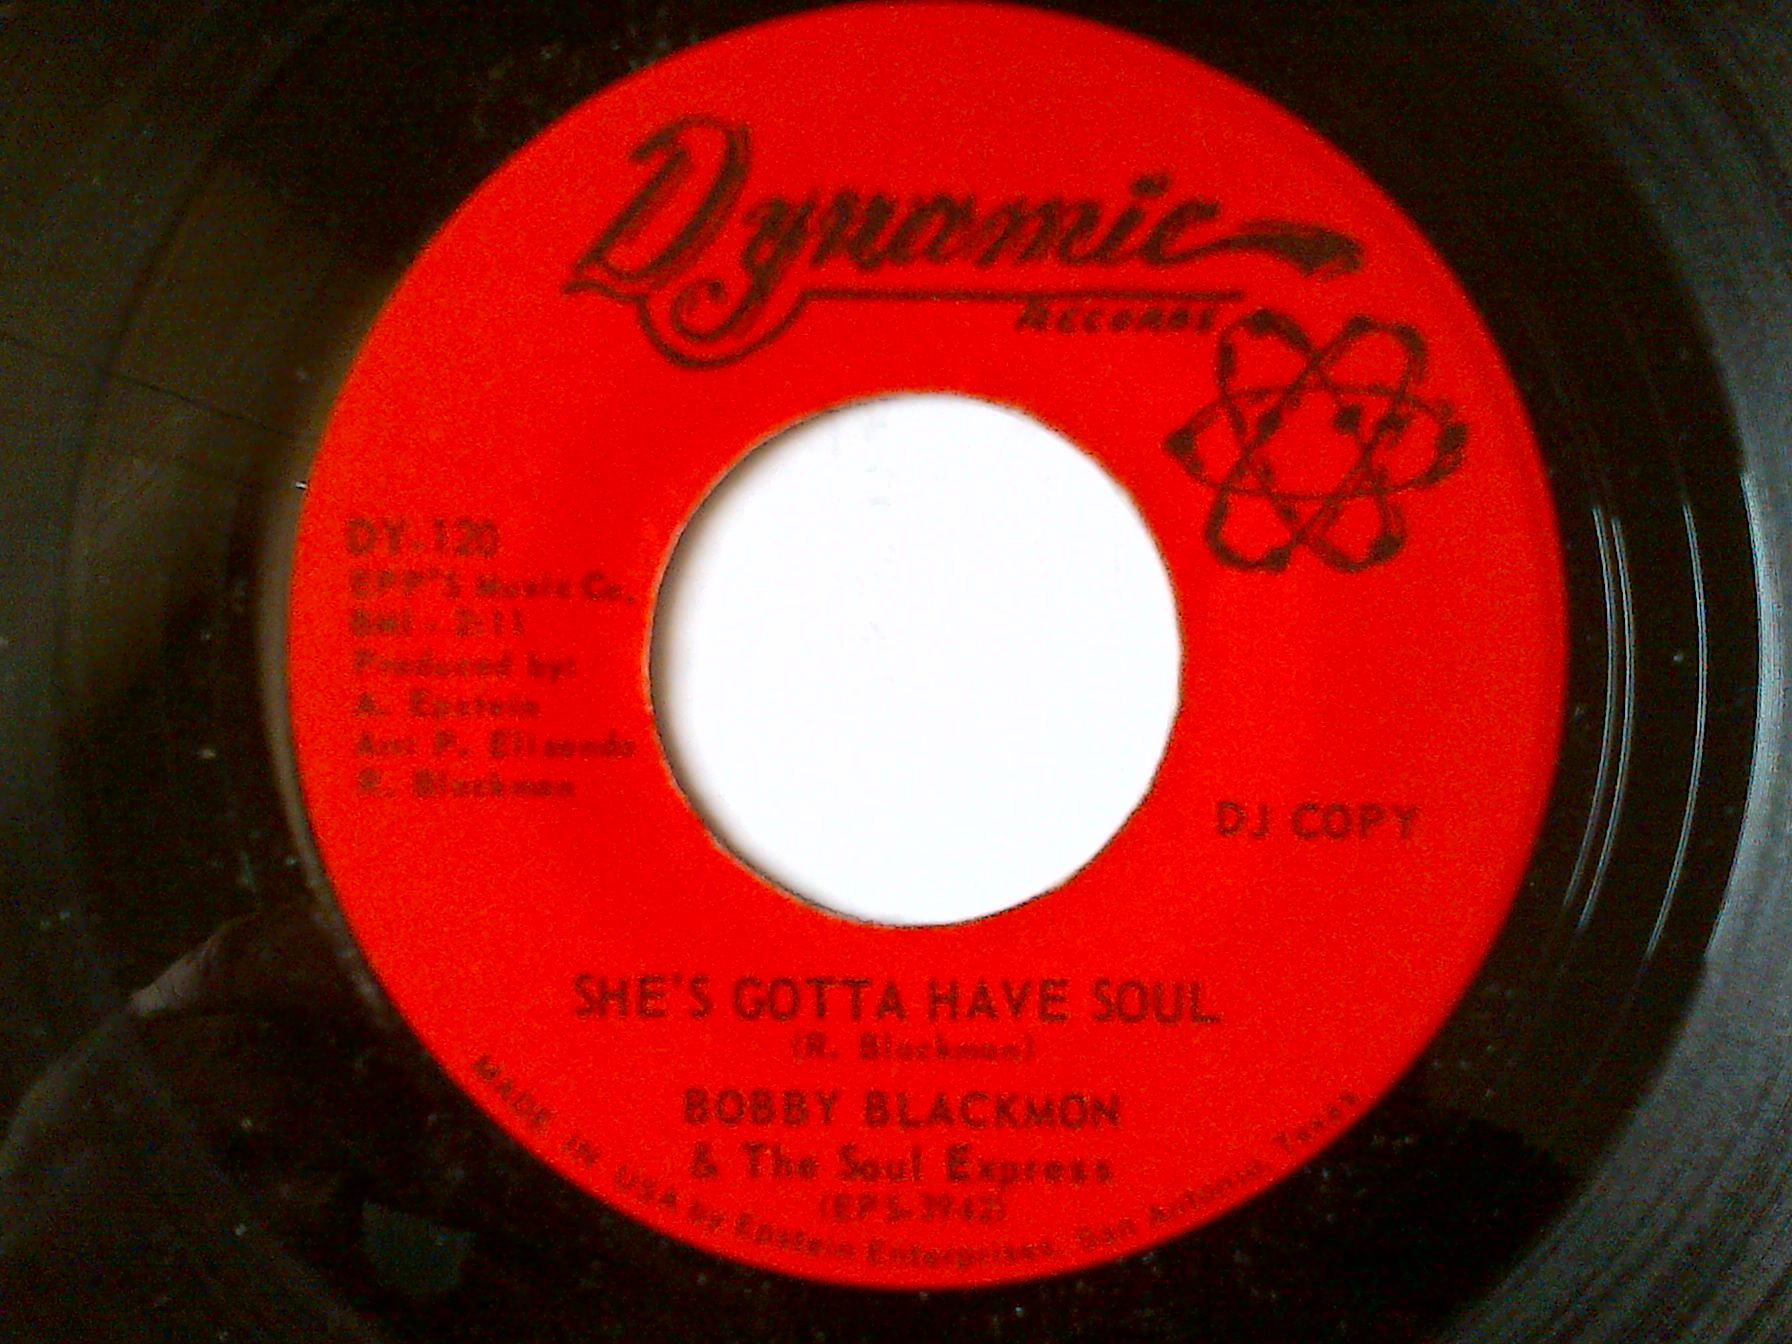 Dynamic
Records
DY-120
EPP'S Music Co.
BMI - 2:11
Produced by:
A. Epstein
Arr: P. Elizondo
R. Blackmon
DJ COPY
SHE'S GOTTA HAVE SOUL
(R. Blackmon)
BOBBY BLACKMON
& The Soul Express
(EPS-3942)
MADE IN USA by Epstein Enterprises, San Antonio, Texas